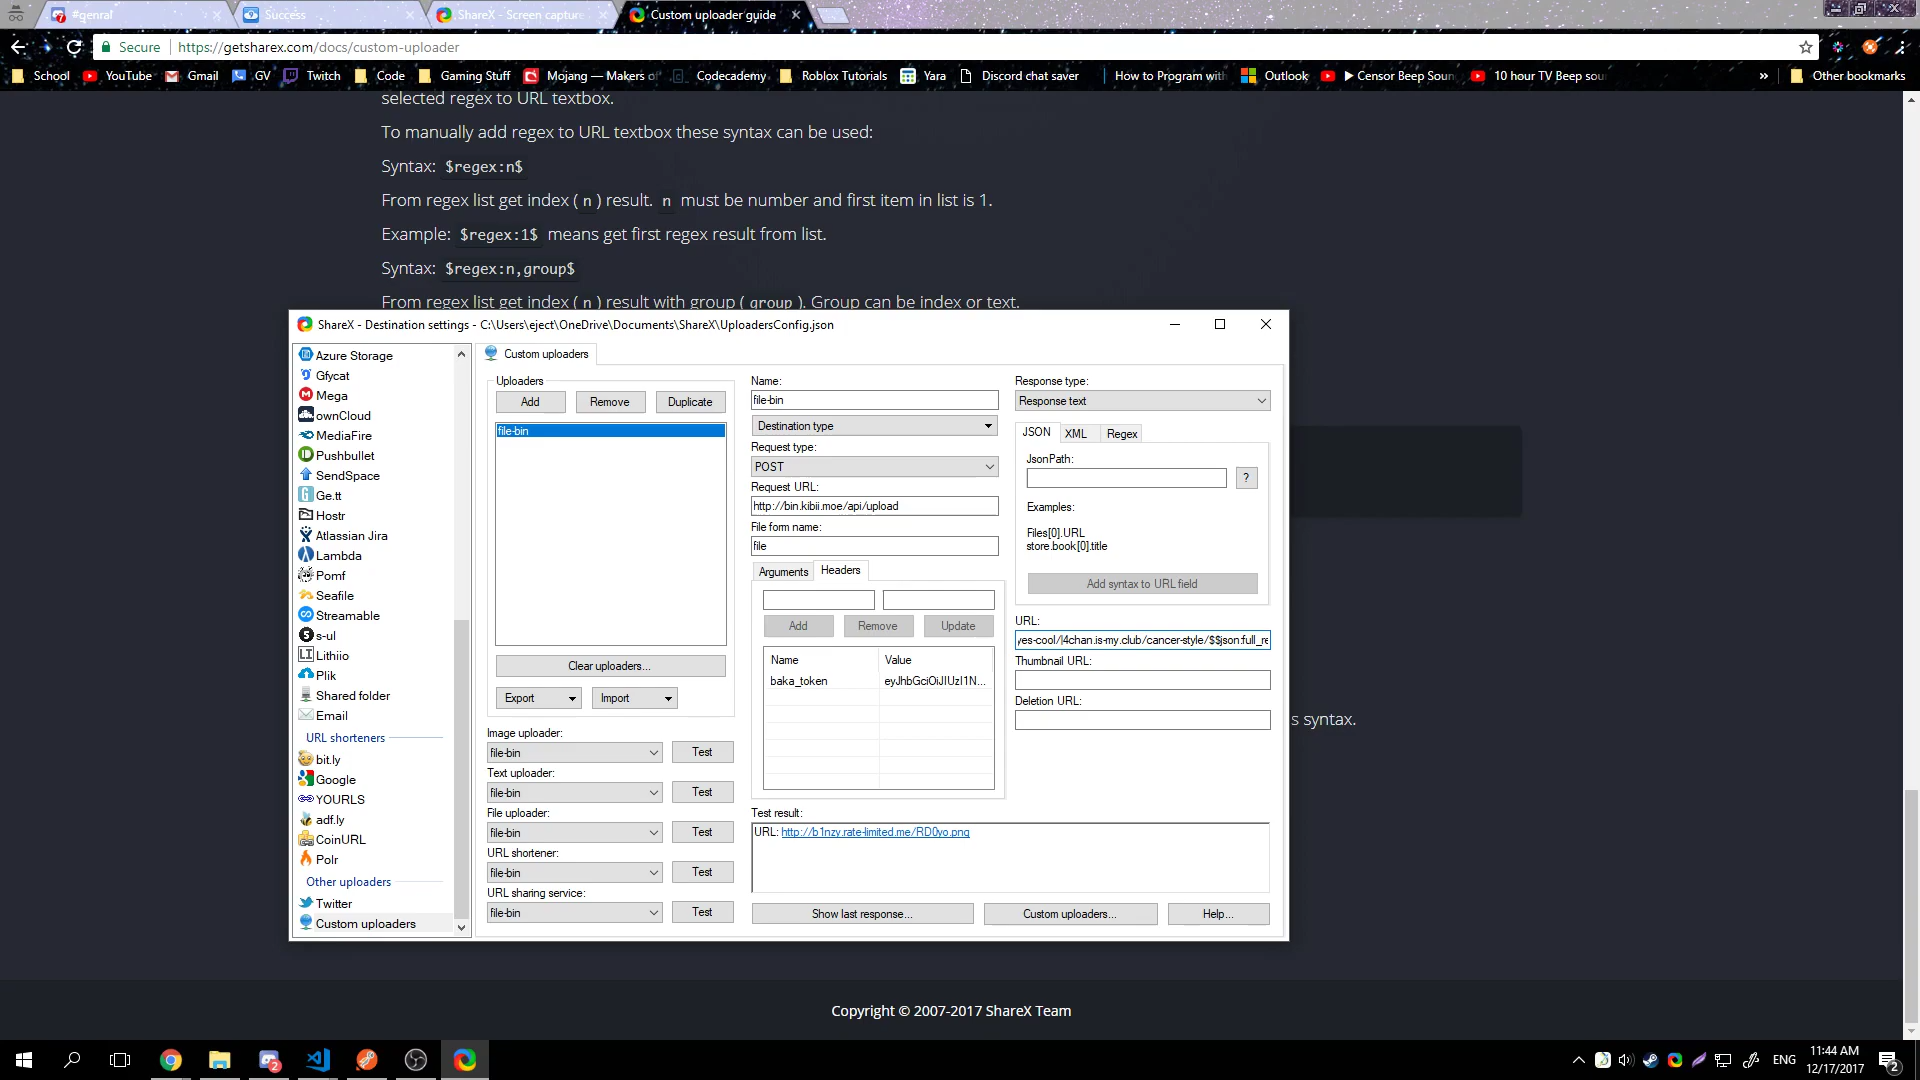 #genral
Success
ShareX - Screen capture
Custom uploader guide
Secure
https://getsharex.com/docs/custom-uploader
School
YouTube
Gmail
GV
Twitch
Code
Gaming Stuff
Mojang — Makers of
Codecademy
Roblox Tutorials
Yara
Discord chat saver
How to Program with
Outlook
▶ Censor Beep Soun
10 hour TV Beep sou
»
Other bookmarks
selected regex to URL textbox.
To manually add regex to URL textbox these syntax can be used:
Syntax: $regex:n$
From regex list get index ( n ) result. n must be number and first item in list is 1.
Example: $regex:1$ means get first regex result from list.
Syntax: $regex:n,group$
From regex list get index ( n ) result with group ( group ). Group can be index or text.
s syntax.
ShareX - Destination settings - C:\Users\eject\OneDrive\Documents\ShareX\UploadersConfig.json
Azure Storage
Gfycat
Mega
ownCloud
MediaFire
Pushbullet
SendSpace
Ge.tt
Hostr
Atlassian Jira
Lambda
Pomf
Seafile
Streamable
s-ul
Lithiio
Plik
Shared folder
Email
URL shorteners
bit.ly
Google
YOURLS
adf.ly
CoinURL
Polr
Other uploaders
Twitter
Custom uploaders
Custom uploaders
Uploaders
Add
Remove
Duplicate
file-bin
Clear uploaders...
Export
Import
Image uploader:
file-bin
Test
Text uploader:
file-bin
Test
File uploader:
file-bin
Test
URL shortener:
file-bin
Test
URL sharing service:
file-bin
Test
Name:
file-bin
Destination type
Request type:
POST
Request URL:
http://bin.kibii.moe/api/upload
File form name:
file
Arguments
Headers
Add
Remove
Update
Name
Value
baka_token
eyJhbGciOiJIUzI1N...
Response type:
Response text
JSON
XML
Regex
JsonPath:
?
Examples:
Files[0].URL
store.book[0].title
Add syntax to URL field
URL:
yes-cool/|4chan.is-my.club/cancer-style/$$json:full_re
Thumbnail URL:
Deletion URL:
Test result:
URL: http://b1nzy.rate-limited.me/RD0yo.png
Show last response...
Custom uploaders...
Help...
Copyright © 2007-2017 ShareX Team
2
ENG
11:44 AM
12/17/2017
2